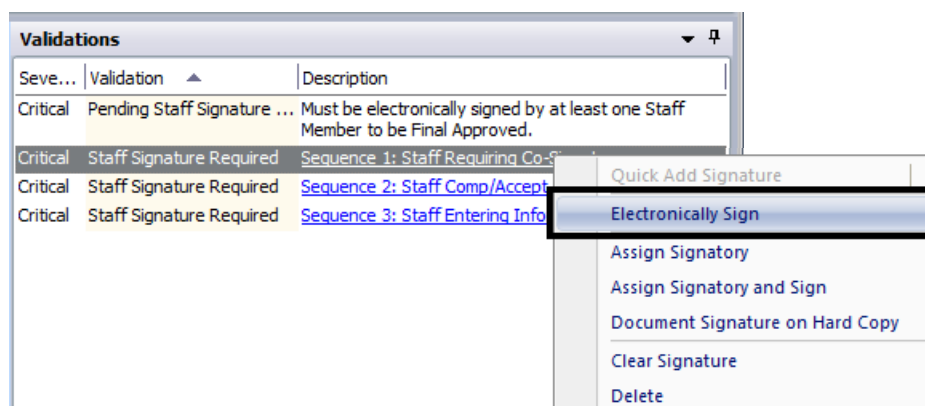 Validations
Seve... Validation Description
Critical Pending Staff Signature ... Must be electronically signed by at least one Staff
Member to be Final Approved.
Critical Staff Signature Required Sequence 1: Staff Requiring
Critical Staff Signature Required Sequence 2: Staff Comp/Accept
Critical Staff Signature Required Sequence 3: Staff Entering Info
Quick Add Signature
Electronically Sign
Assign Signatory
Assign Signatory and Sign
Document Signature on Hard Copy
Clear Signature
Delete